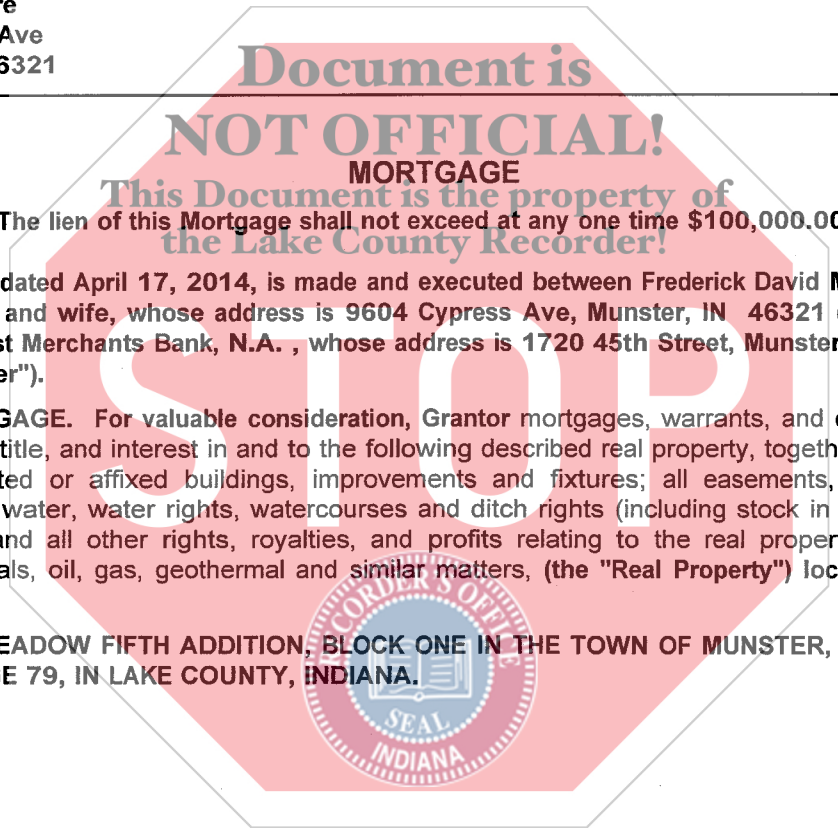 re
Ave
6321
Document is
NOT OFFICIAL!
MORTGAGE
This Document is the property of
The lien of this Mortgage shall not exceed at any one time $100,000.00
the Lake County Recorder!
dated April 17, 2014, is made and executed between Frederick David M
and wife, whose address is 9604 Cypress Ave, Munster, IN 46321 (
st Merchants Bank, N.A. , whose address is 1720 45th Street, Munster
er").
GAGE. For valuable consideration, Grantor mortgages, warrants, and
title, and interest in and to the following described real property, togeth
ted or affixed buildings, improvements and fixtures; all easements,
water, water rights, watercourses and ditch rights (including stock in
and all other rights, royalties, and profits relating to the real proper
als, oil, gas, geothermal and similar matters, (the "Real Property") loc
STOP
EADOW FIFTH ADDITION, BLOCK ONE IN THE TOWN OF MUNSTER,
E 79, IN LAKE COUNTY, INDIANA.
RECORDER'S OFFICE
SEAL
INDIANA